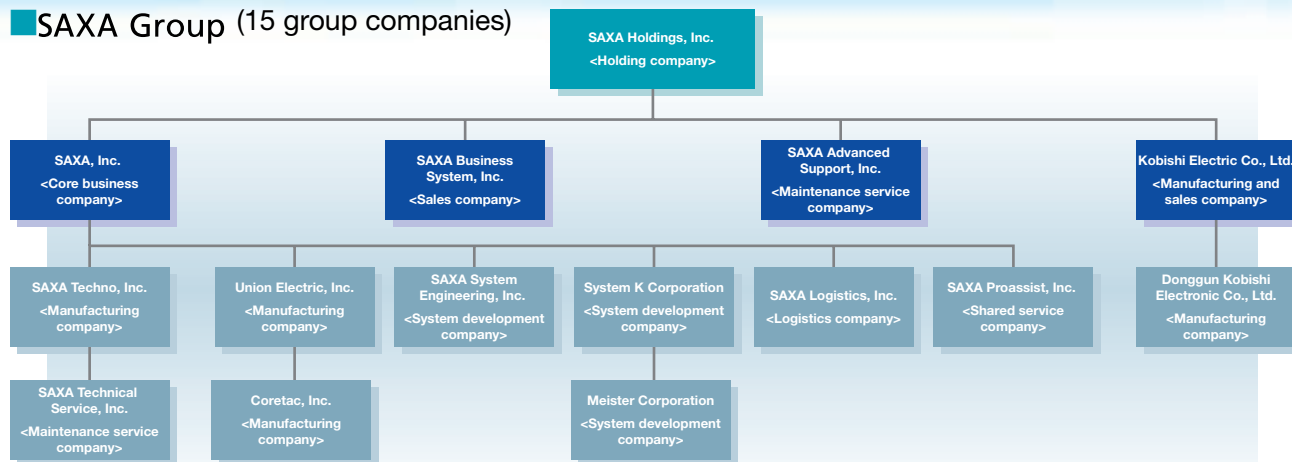 SAXA Group (15 group companies)
SAXA Holdings, Inc.
<Holding company>
SAXA, Inc.
<Core business
company>
SAXA Business
System, Inc.
<Sales company>
SAXA Advanced
Support, Inc.
<Maintenance service
company>
Kobishi Electric Co., Ltd.
<Manufacturing and
sales company>
SAXA Techno, Inc.
<Manufacturing
company>
Union Electric, Inc.
<Manufacturing
company>
SAXA System
Engineering, Inc.
<System development
company>
System K Corporation
<System development
company>
SAXA Logistics, Inc.
<Logistics company>
SAXA Proassist, Inc.
<Shared service
company>
Donggun Kobishi
Electronic Co., Ltd.
<Manufacturing
company>
SAXA Technical
Service, Inc.
<Maintenance service
company>
Coretac, Inc.
<Manufacturing
company>
Meister Corporation
<System development
company>